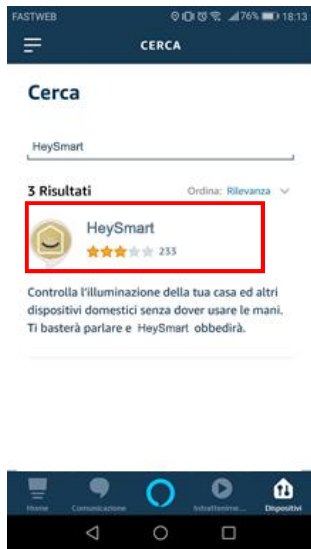 FASTWEB 76% 18:13
CERCA
Cerca
HeySmart
3 Risultati Ordina: Rilevanza
HeySmart
233
Controlla l'illuminazione della tua casa ed altri
dispositivi domestici senza dover usare le mani.
Ti basterà parlare e HeySmart obbedirà.
Home Comunicazione Intrattenime... Dispositivi